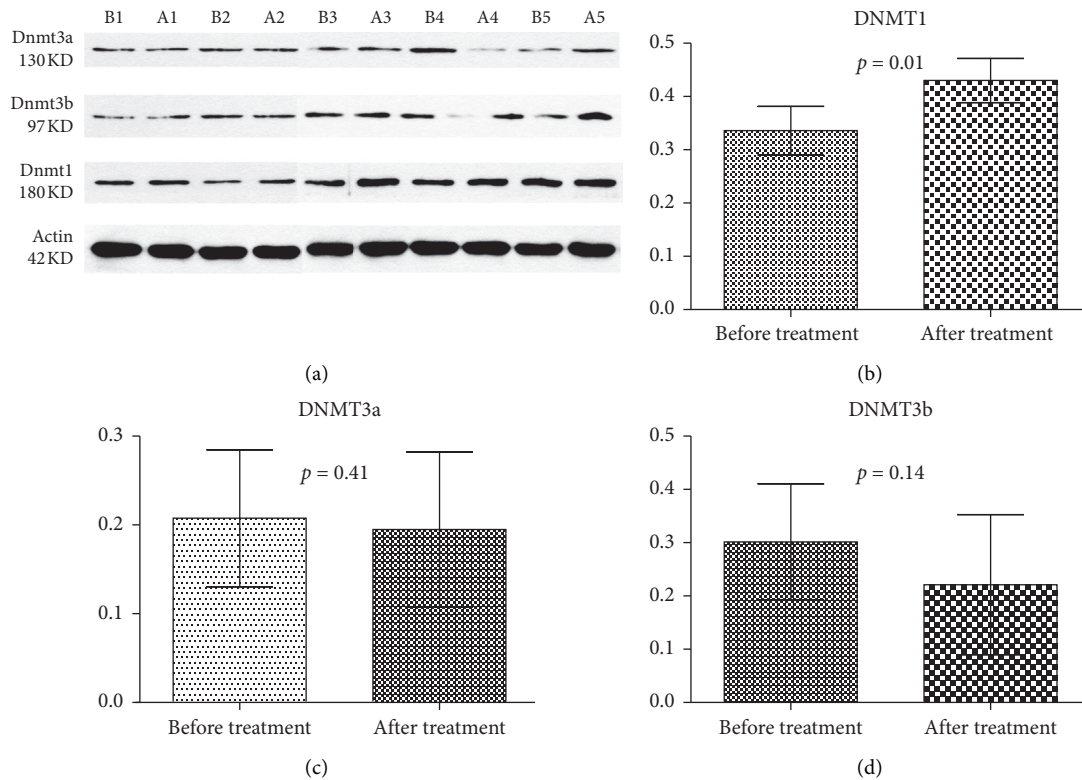 B1 A1 B2 A2 B3 A3 B4 A4 B5 A5
Dnmt3a
130 KD
Dnmt3b
97 KD
Dnmt1
180 KD
Actin
42 KD
(a)
DNMT1
0.5
0.4
0.3
0.2
0.1
0.0
p = 0.01
Before treatment After treatment
(b)
DNMT3a
0.3
0.2
0.1
0.0
p = 0.41
Before treatment After treatment
(c)
DNMT3b
0.5
0.4
0.3
0.2
0.1
0.0
p = 0.14
Before treatment After treatment
(d)